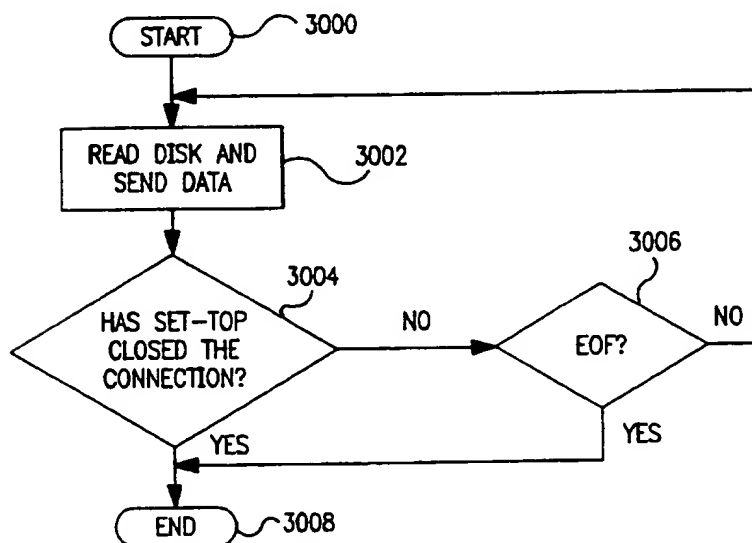 START
3000
READ DISK AND
SEND DATA
3002
HAS SET-TOP
CLOSED THE
CONNECTION?
3004
NO
EOF?
3006
NO
YES
YES
END
3008